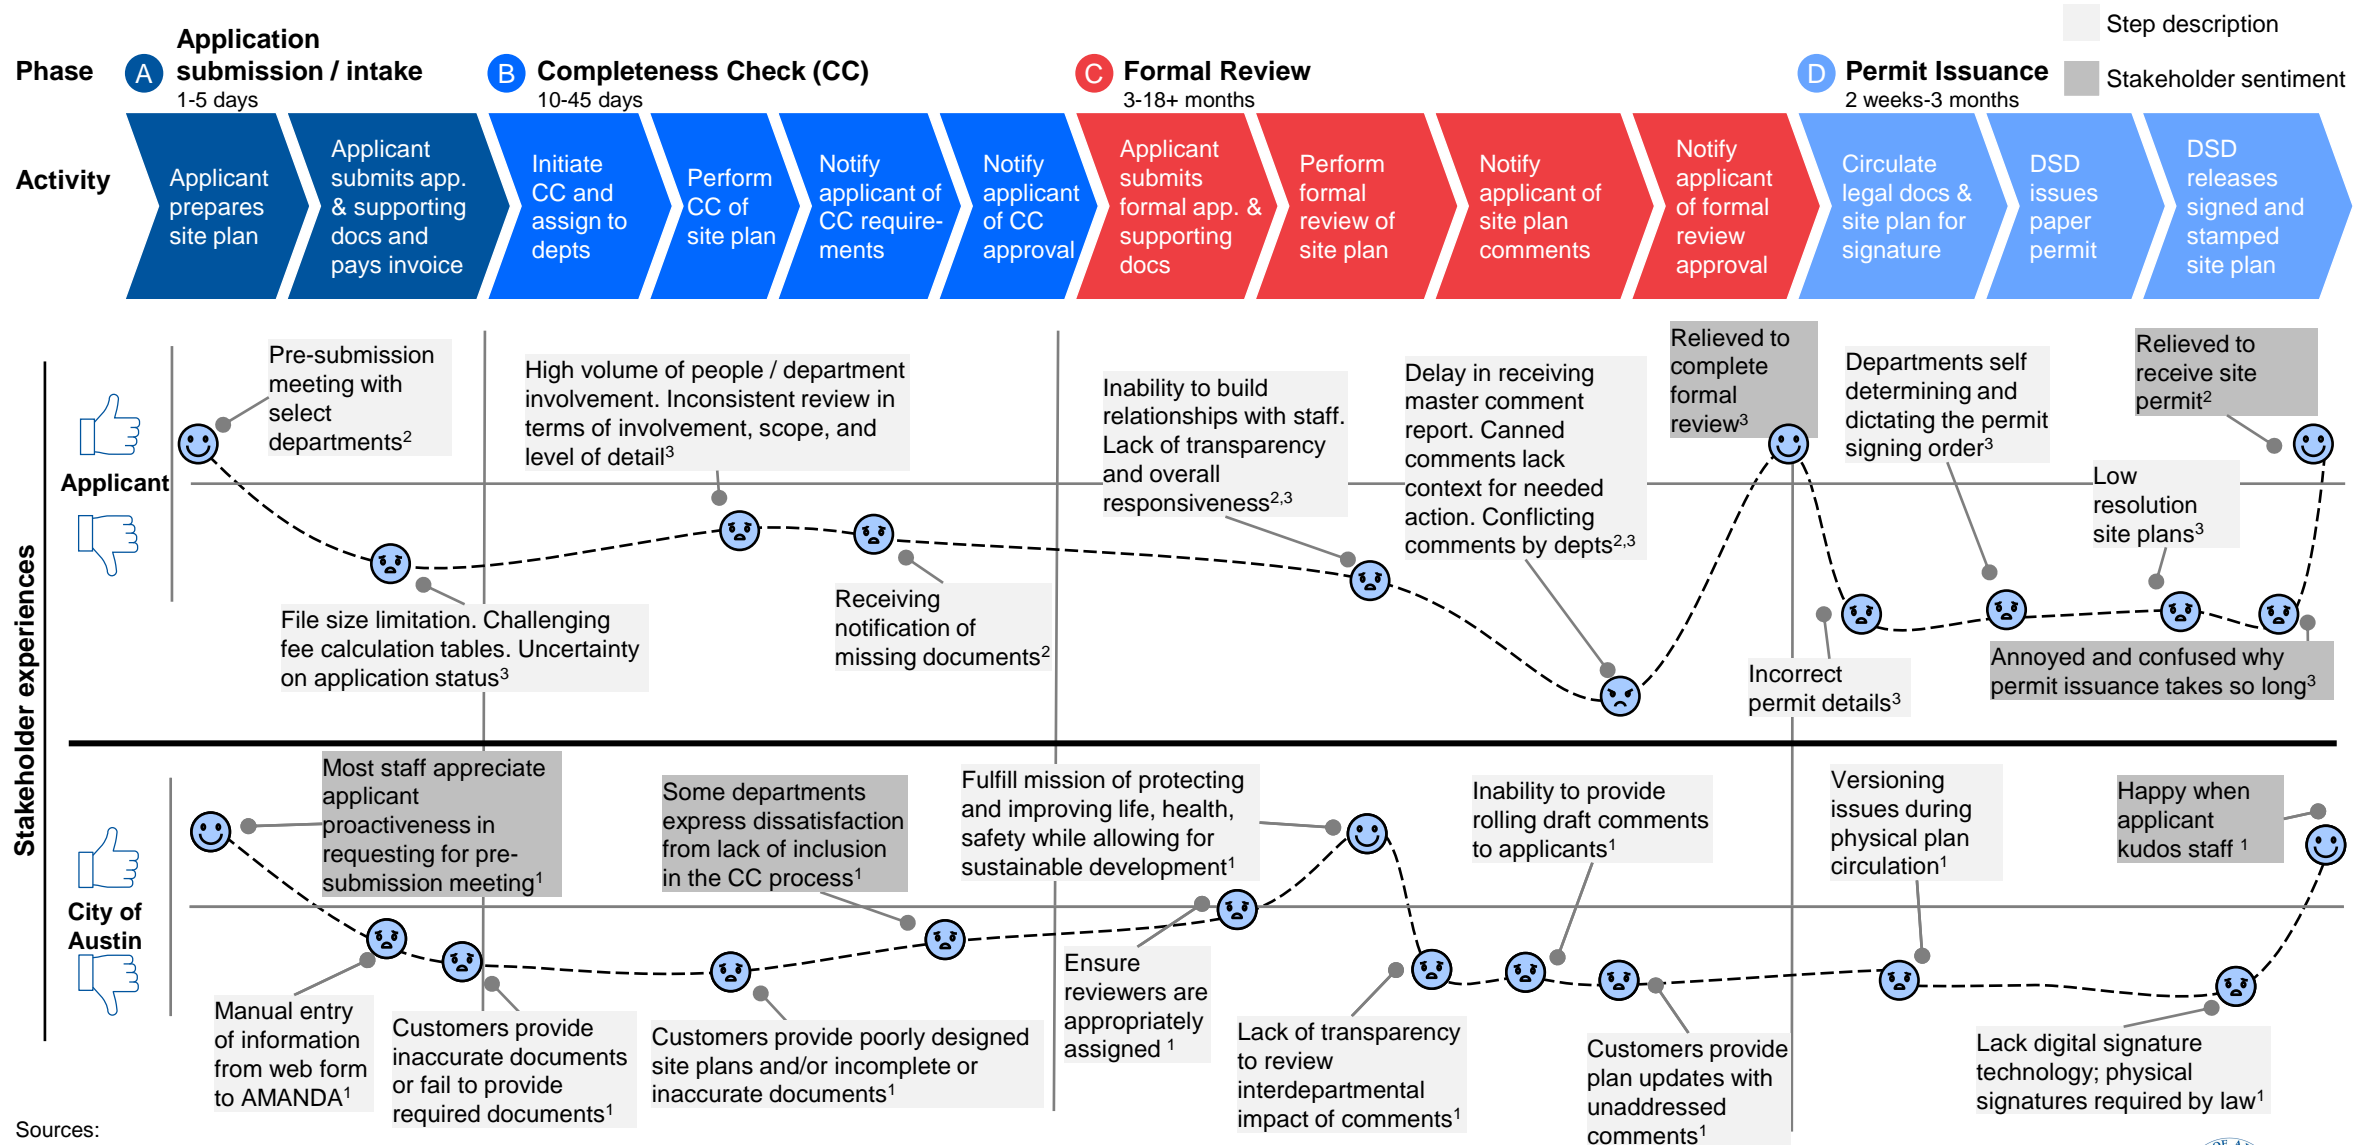 Step description
Stakeholder sentiment
Phase
A
Application
submission / intake
1-5 days
B
Completeness Check (CC)
10-45 days
C
Formal Review
3-18+ months
D
Permit Issuance
2 weeks-3 months
Activity
Applicant
prepares
site plan
Applicant
submits app.
& supporting
docs and
pays invoice
Initiate
CC and
assign to
depts
Perform
CC of
site plan
Notify
applicant of
CC require-
ments
Notify
applicant
of CC
approval
Applicant
submits
formal app. &
supporting
docs
Perform
formal
review of
site plan
Notify
applicant of
site plan
comments
Notify
applicant
of formal
review
approval
Circulate
legal docs &
site plan for
signature
DSD
issues
paper
permit
DSD
releases
signed and
stamped
site plan
Stakeholder experiences
Applicant
Pre-submission
meeting with
select
departments2
File size limitation. Challenging
fee calculation tables. Uncertainty
on application status3
High volume of people / department
involvement. Inconsistent review in
terms of involvement, scope, and
level of detail3
Receiving
notification of
missing documents2
Inability to build
relationships with staff.
Lack of transparency
and overall
responsiveness2,3
Delay in receiving
master comment
report. Canned
comments lack
context for needed
action. Conflicting
comments by depts2,3
Relieved to
complete
formal
review3
Incorrect
permit details3
Departments self
determining and
dictating the permit
signing order3
Low
resolution
site plans3
Annoyed and confused why
permit issuance takes so long3
Relieved to
receive site
permit2
City of
Austin
Most staff appreciate
applicant
proactiveness in
requesting for pre-
submission meeting1
Manual entry
of information
from web form
to AMANDA1
Customers provide
inaccurate documents
or fail to provide
required documents1
Some departments
express dissatisfaction
from lack of inclusion
in the CC process1
Customers provide poorly designed
site plans and/or incomplete or
inaccurate documents1
Fulfill mission of protecting
and improving life, health,
safety while allowing for
sustainable development1
Ensure
reviewers are
appropriately
assigned 1
Lack of transparency
to review
interdepartmental
impact of comments1
Inability to provide
rolling draft comments
to applicants1
Customers provide
plan updates with
unaddressed
comments1
Versioning
issues during
physical plan
circulation1
Lack digital signature
technology; physical
signatures required by law1
Happy when
applicant
kudos staff 1
Sources: